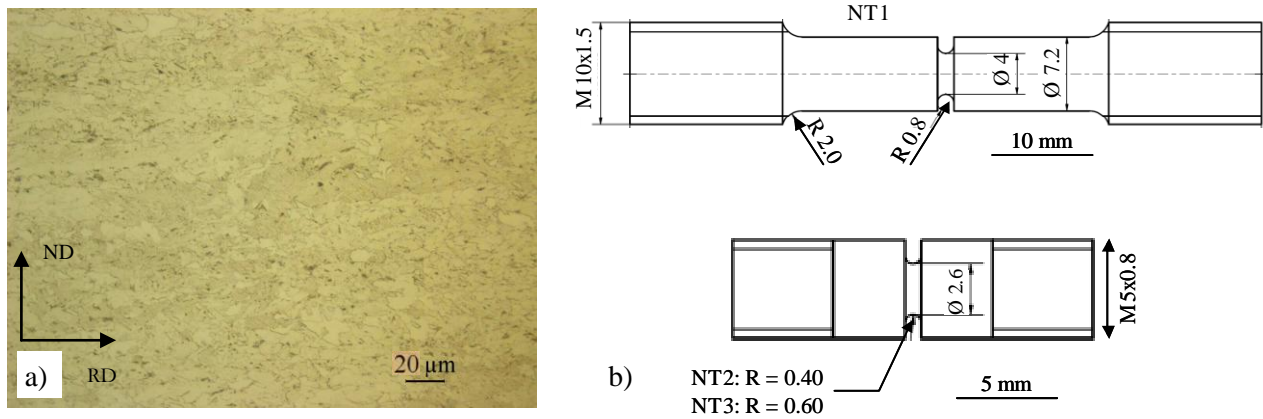 ND
RD
a)
20 µm
NT1
M10x1.5
Ø 4
Ø 7.2
R 2.0
R 0.8
10 mm
Ø 2.6
M5x0.8
b)
NT2: R = 0.40
NT3: R = 0.60
5 mm